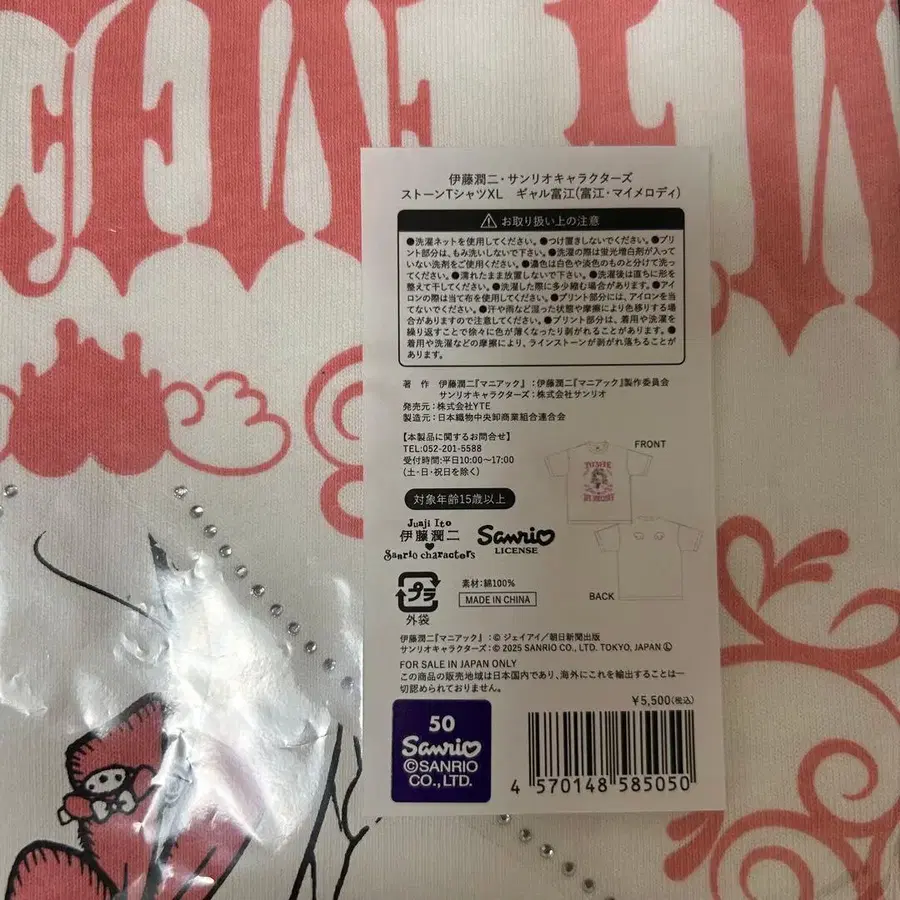 伊藤潤二・サンリオキャラクターズ
ストーンTシャツXL ギャル富江(富江・マイメロディ)
お取り扱い上の注意
●洗濯ネットを使用してください。●つけ置きしないでください。●プリ
ント部分は、もみ洗いしないで下さい。●洗濯の際は蛍光増白剤が入って
いない洗剤をご使用ください。●濃色は白色や淡色のものと分けて洗っ
てください。●濡れたまま放置しないで下さい。●洗濯後は直ちに形を
整えて干してください。●洗濯した際に多少縮む場合があります。●アイ
ロンの際は当て布を使用してください。●プリント部分には、アイロンを当
てないでください。●汗や雨など湿った状態や摩擦により色移りする場
合がありますので注意してください。●プリント部分は、着用や洗濯を
繰り返すことで徐々に色が薄くなったり剥がれることがあります。●
着用や洗濯などの摩擦により、ラインストーンが剥がれ落ちることが
あります。
著 作 伊藤潤二『マニアック』:伊藤潤二『マニアック』製作委員会
サンリオキャラクターズ:株式会社サンリオ
発売元:株式会社YTE
製造元:日本織物中央卸商業組合連合会
【本製品に関するお問合せ】
TEL:052-201-5588
受付時間:平日10:00〜17:00
(土・日・祝日を除く)
対象年齢15歳以上
FRONT
BACK
Junji Ito
伊藤潤二
Sanrio characters
Sanrio
LICENSE
プラ
外袋
素材:綿100%
MADE IN CHINA
伊藤潤二『マニアック』:© ジェイアイ/朝日新聞出版
サンリオキャラクターズ:© 2025 SANRIO CO., LTD. TOKYO, JAPAN Ⓛ
FOR SALE IN JAPAN ONLY
この商品の販売地域は日本国内であり、海外にこれを輸出することは一
切認められておりません。
¥5,500(税込)
50
Sanrio
©SANRIO
CO., LTD.
4 570148 585050